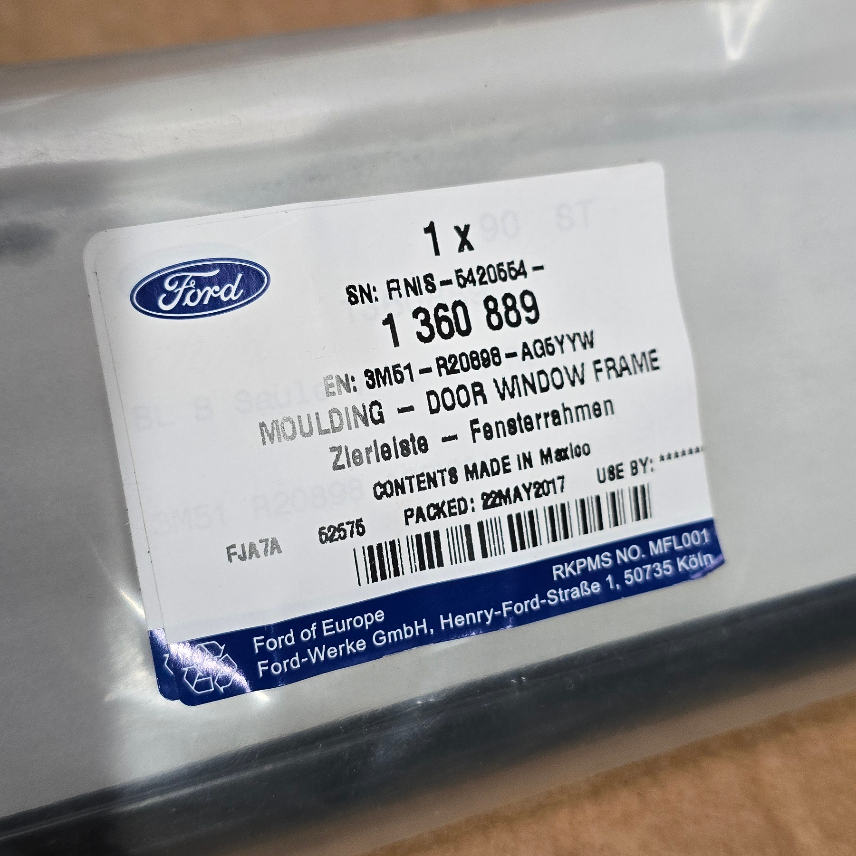 Ford
1 x
SN: FINIS-5420554-
1 360 889
EN: 3M51-R20898-AG5YYW
MOULDING - DOOR WINDOW FRAME
Zierleiste - Fensterrahmen
CONTENTS MADE IN Mexico
PACKED: 22MAY2017 USE BY: *******
FJA7A 52575
RKPMS NO. MFL001
Ford of Europe
Ford-Werke GmbH, Henry-Ford-Straße 1, 50735 Köln